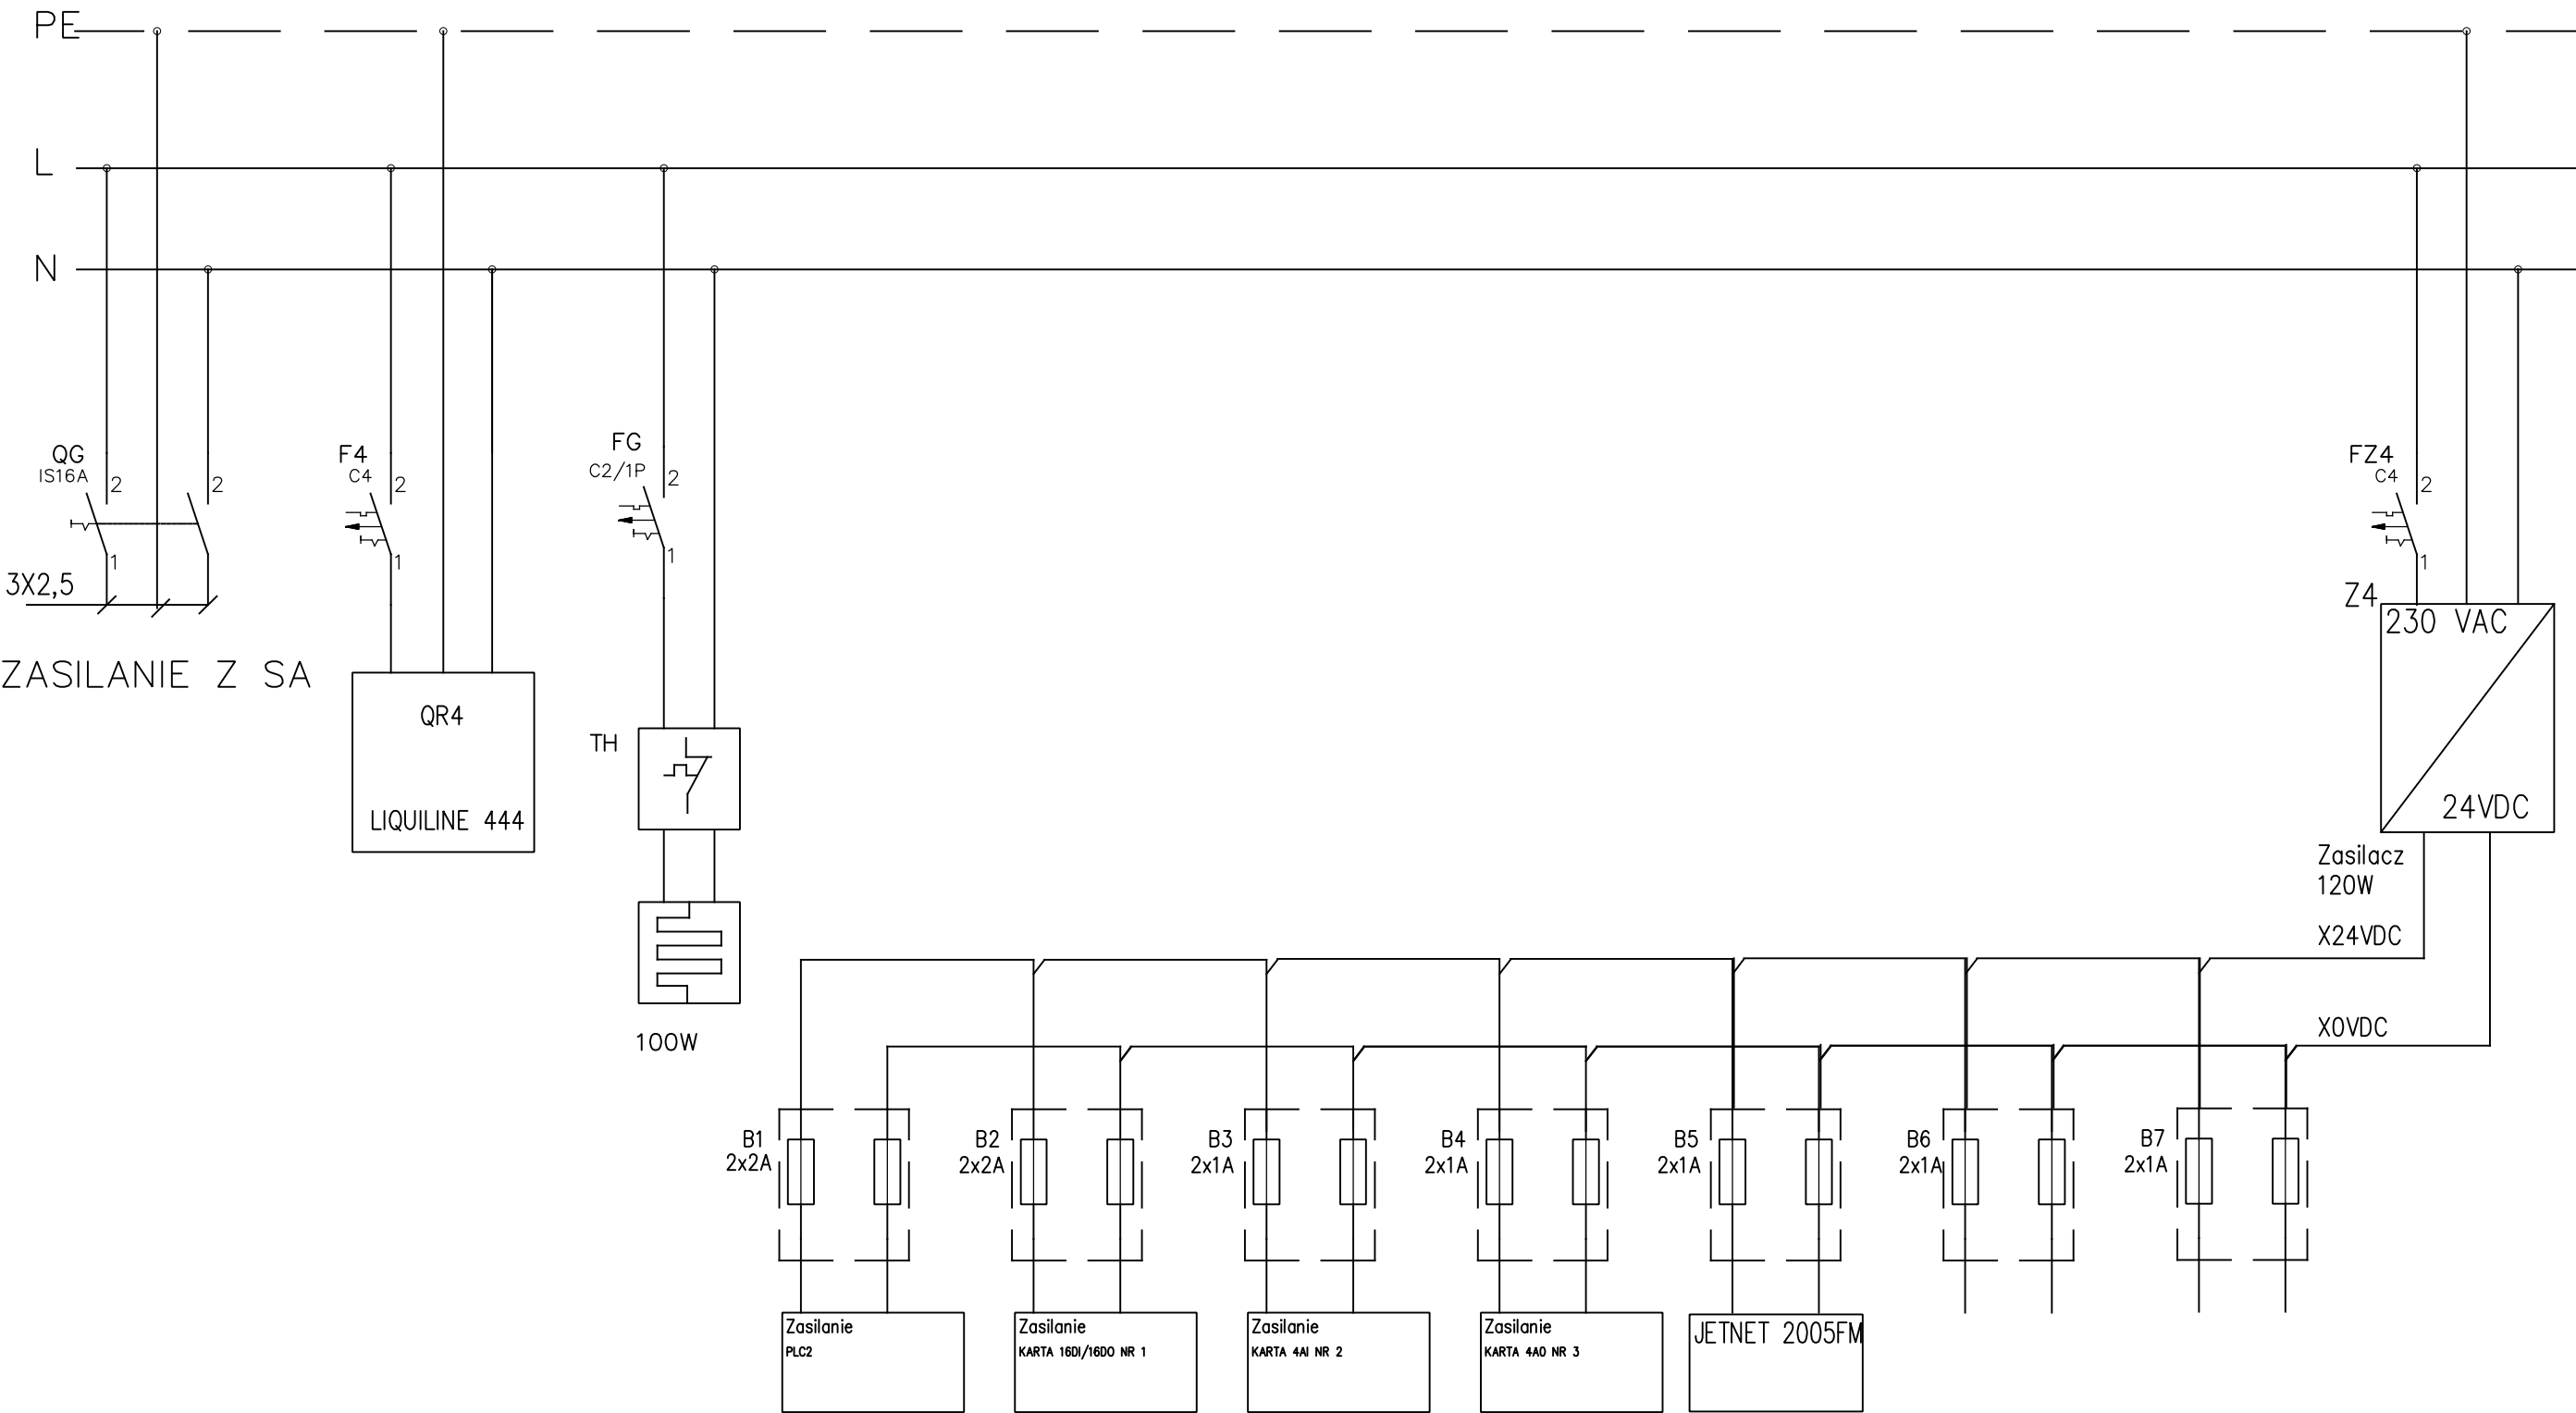 PE
L
N
QG
IS16A
2
2
1
3X2,5
ZASILANIE Z SA
F4
C4
2
1
QR4
LIQUILINE 444
FG
C2/1P
2
1
TH
100W
FZ4
C4
2
1
Z4
230 VAC
24VDC
Zasilacz
120W
X24VDC
X0VDC
B1
2x2A
B2
2x2A
B3
2x1A
B4
2x1A
B5
2x1A
B6
2x1A
B7
2x1A
Zasilanie
PLC2
Zasilanie
KARTA 16DI/16DO NR 1
Zasilanie
KARTA 4AI NR 2
Zasilanie
KARTA 4AO NR 3
JETNET 2005FM